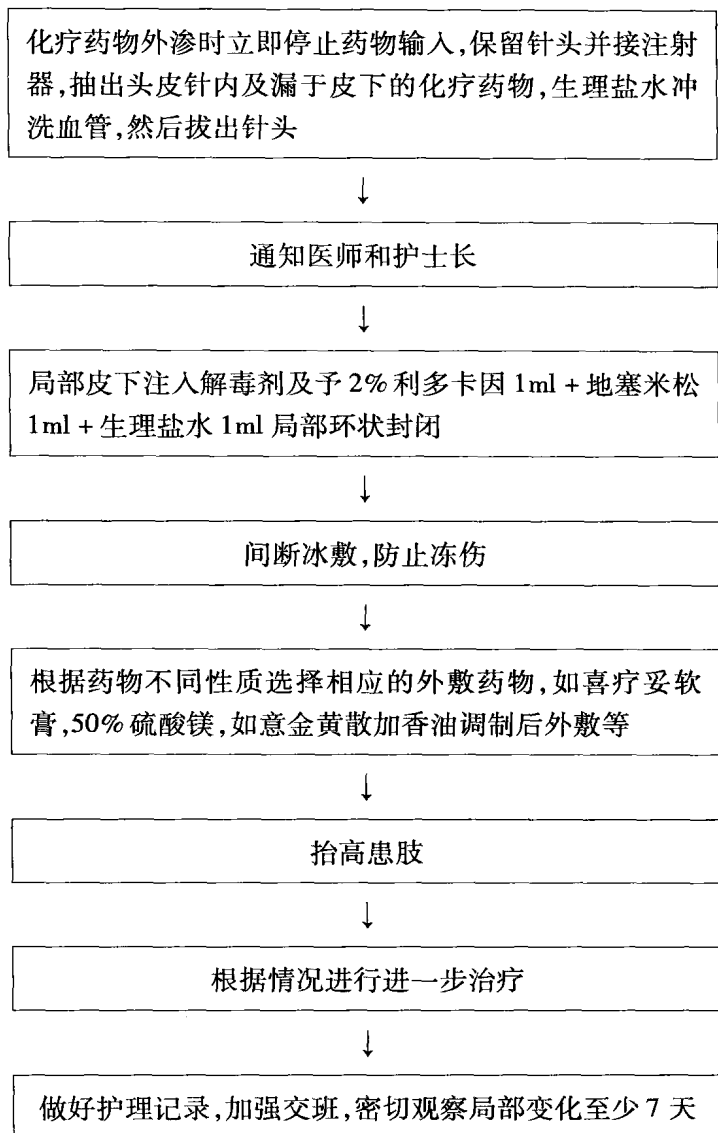 化疗药物外渗时立即停止药物输入,保留针头并接注射
器,抽出头皮针内及漏于皮下的化疗药物,生理盐水冲
洗血管,然后拔出针头
↓
通知医师和护士长
↓
局部皮下注入解毒剂及予 2% 利多卡因 1ml + 地塞米松
1ml + 生理盐水 1ml 局部环状封闭
↓
间断冰敷,防止冻伤
↓
根据药物不同性质选择相应的外敷药物,如喜疗妥软
膏,50% 硫酸镁,如意金黄散加香油调制后外敷等
↓
抬高患肢
↓
根据情况进行进一步治疗
↓
做好护理记录,加强交班,密切观察局部变化至少 7 天